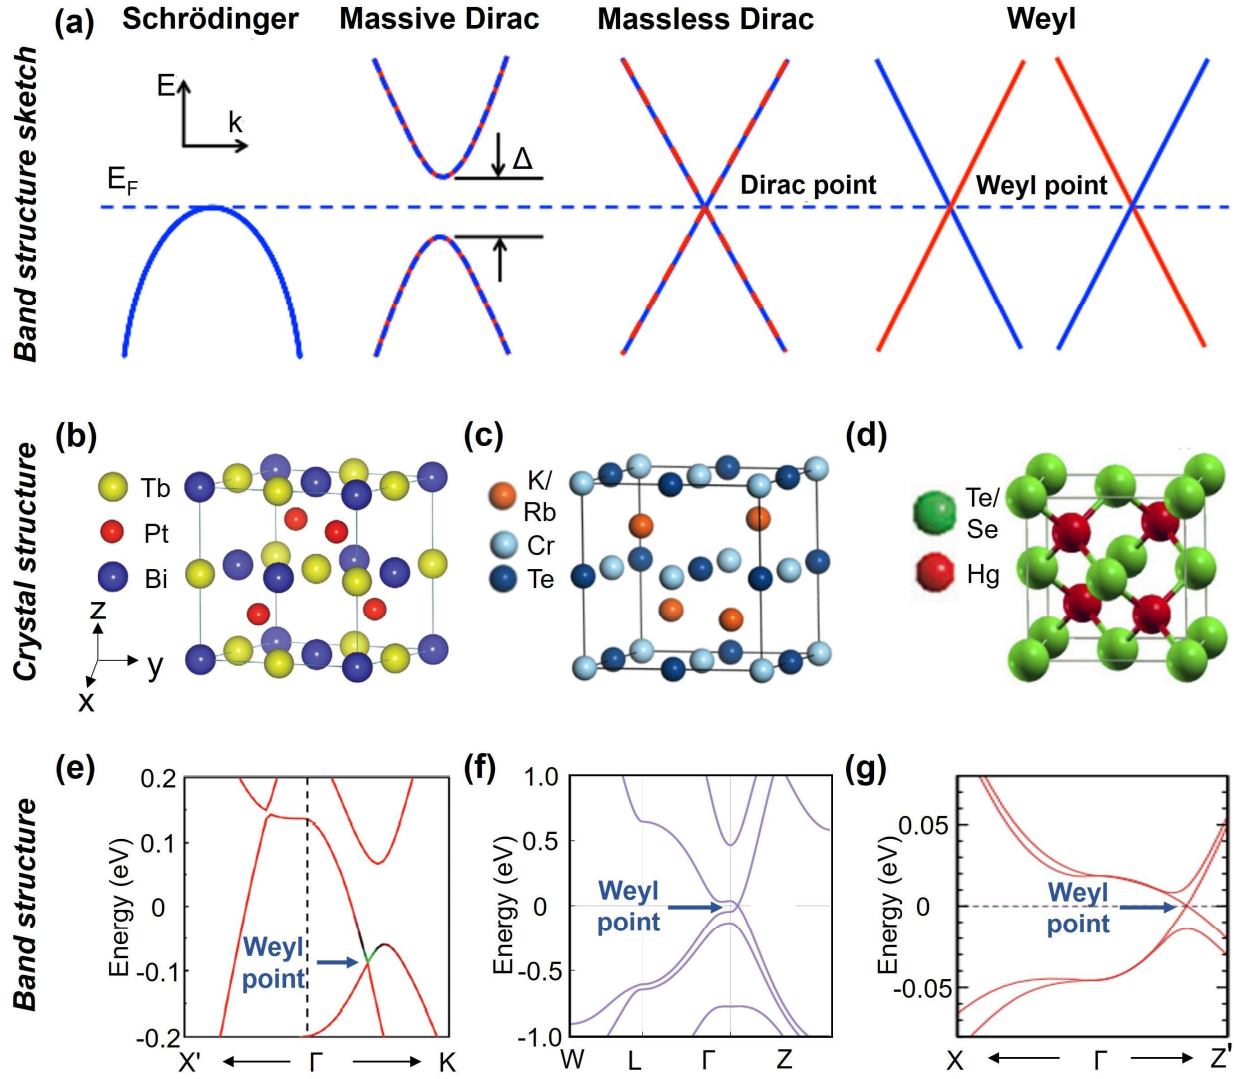 (a) Schrödinger Massive Dirac Massless Dirac Weyl
Band structure sketch
E
k
Δ
E_F
Dirac point Weyl point
Crystal structure
(b)
Tb
Pt
Bi
z
y
x
(c)
K/
Rb
Cr
Te
(d)
Te/
Se
Hg
Band structure
(e)
Energy (eV)
0.2
0.1
0
-0.1
-0.2
Weyl
point
X' Γ K
(f)
Energy (eV)
1.0
0.5
0
-0.5
-1.0
Weyl
point
W L Γ Z
(g)
Energy (eV)
0.05
0
-0.05
Weyl
point
X Γ Z'